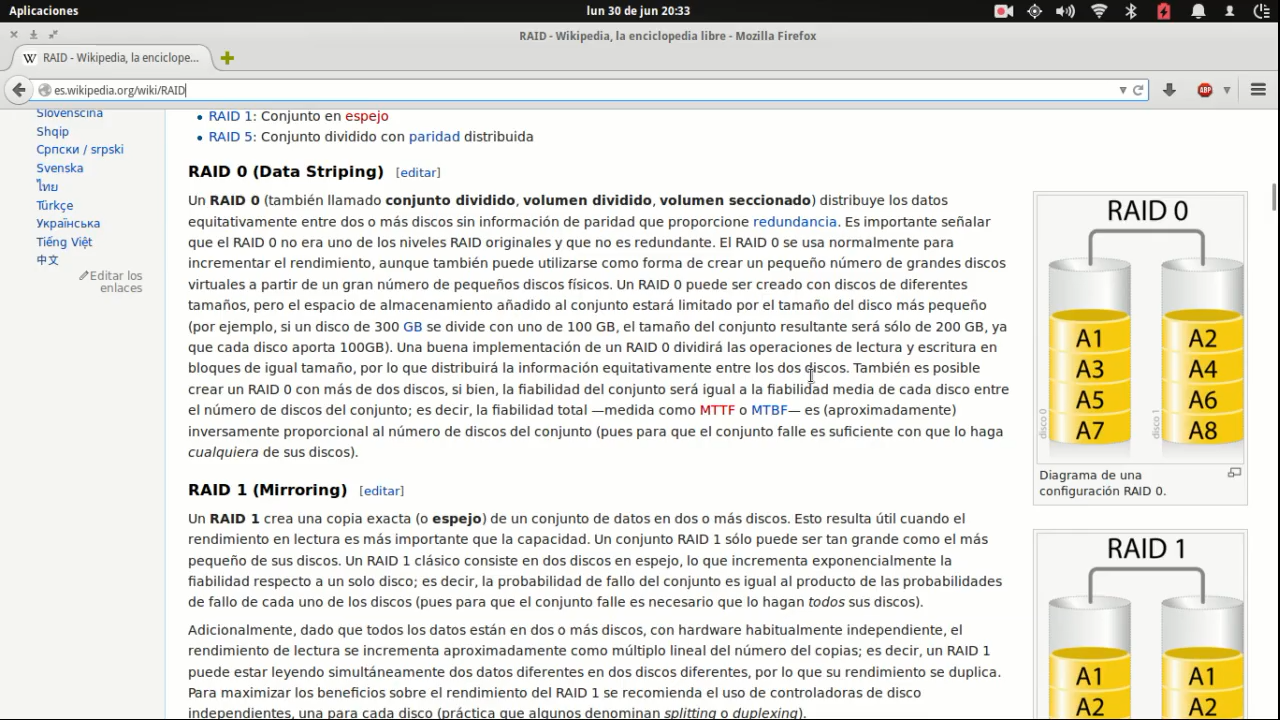 Aplicaciones
lun 30 de jun 20:33
RAID - Wikipedia, la enciclopedia libre - Mozilla Firefox
W RAID - Wikipedia, la enciclope...
es.wikipedia.org/wiki/RAID
ABP
Slovenščina
Shqip
Српски / srpski
Svenska
ไทย
Türkçe
Українська
Tiếng Việt
中文
Editar los
enlaces
RAID 1: Conjunto en espejo
RAID 5: Conjunto dividido con paridad distribuida
RAID 0 (Data Striping) [editar]
Un RAID 0 (también llamado conjunto dividido, volumen dividido, volumen seccionado) distribuye los datos
equitativamente entre dos o más discos sin información de paridad que proporcione redundancia. Es importante señalar
que el RAID 0 no era uno de los niveles RAID originales y que no es redundante. El RAID 0 se usa normalmente para
incrementar el rendimiento, aunque también puede utilizarse como forma de crear un pequeño número de grandes discos
virtuales a partir de un gran número de pequeños discos físicos. Un RAID 0 puede ser creado con discos de diferentes
tamaños, pero el espacio de almacenamiento añadido al conjunto estará limitado por el tamaño del disco más pequeño
(por ejemplo, si un disco de 300 GB se divide con uno de 100 GB, el tamaño del conjunto resultante será sólo de 200 GB, ya
que cada disco aporta 100GB). Una buena implementación de un RAID 0 dividirá las operaciones de lectura y escritura en
bloques de igual tamaño, por lo que distribuirá la información equitativamente entre los dos discos. También es posible
crear un RAID 0 con más de dos discos, si bien, la fiabilidad del conjunto será igual a la fiabilidad media de cada disco entre
el número de discos del conjunto; es decir, la fiabilidad total —medida como MTTF o MTBF— es (aproximadamente)
inversamente proporcional al número de discos del conjunto (pues para que el conjunto falle es suficiente con que lo haga
cualquiera de sus discos).
RAID 0
A1 A2
A3 A4
A5 A6
A7 A8
disco 0
disco 1
Diagrama de una
configuración RAID 0.
RAID 1 (Mirroring) [editar]
Un RAID 1 crea una copia exacta (o espejo) de un conjunto de datos en dos o más discos. Esto resulta útil cuando el
rendimiento en lectura es más importante que la capacidad. Un conjunto RAID 1 sólo puede ser tan grande como el más
pequeño de sus discos. Un RAID 1 clásico consiste en dos discos en espejo, lo que incrementa exponencialmente la
fiabilidad respecto a un solo disco; es decir, la probabilidad de fallo del conjunto es igual al producto de las probabilidades
de fallo de cada uno de los discos (pues para que el conjunto falle es necesario que lo hagan todos sus discos).
Adicionalmente, dado que todos los datos están en dos o más discos, con hardware habitualmente independiente, el
rendimiento de lectura se incrementa aproximadamente como múltiplo lineal del número del copias; es decir, un RAID 1
puede estar leyendo simultáneamente dos datos diferentes en dos discos diferentes, por lo que su rendimiento se duplica.
Para maximizar los beneficios sobre el rendimiento del RAID 1 se recomienda el uso de controladoras de disco
independientes, una para cada disco (práctica que algunos denominan splitting o duplexing).
RAID 1
A1 A1
A2 A2